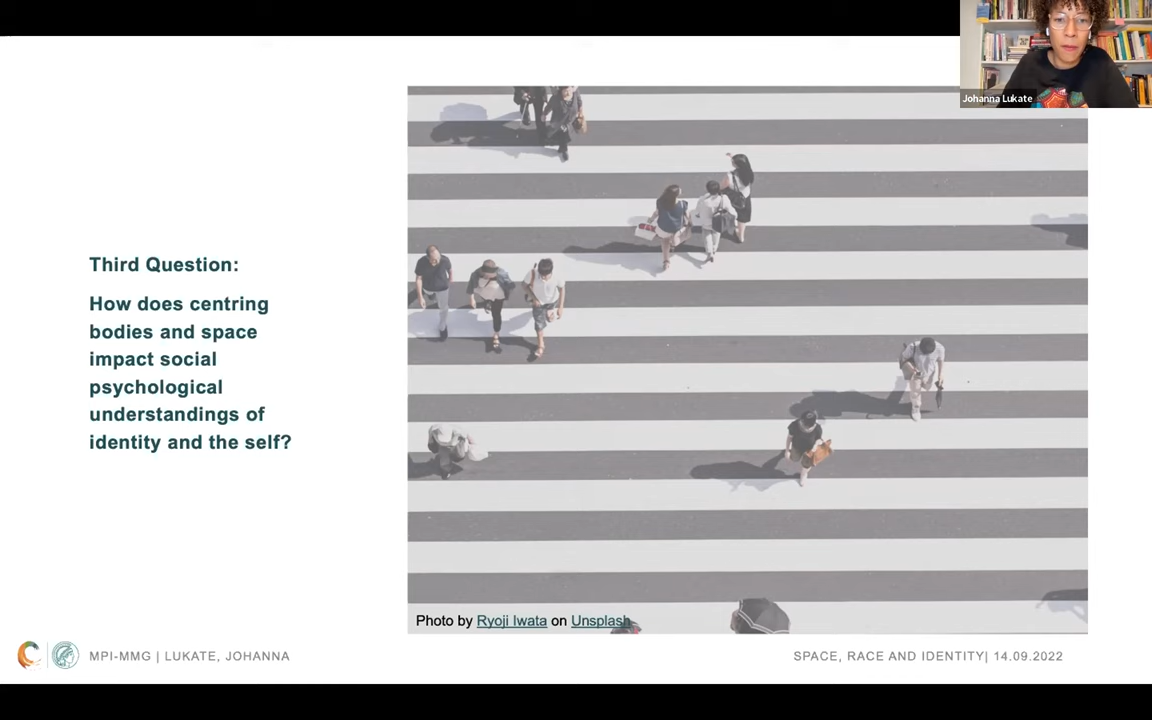 Johanna Lukate
Third Question:
How does centring
bodies and space
impact social
psychological
understandings of
identity and the self?
Photo by Ryoji Iwata on Unsplash
MPI-MMG | LUKATE, JOHANNA
SPACE, RACE AND IDENTITY| 14.09.2022